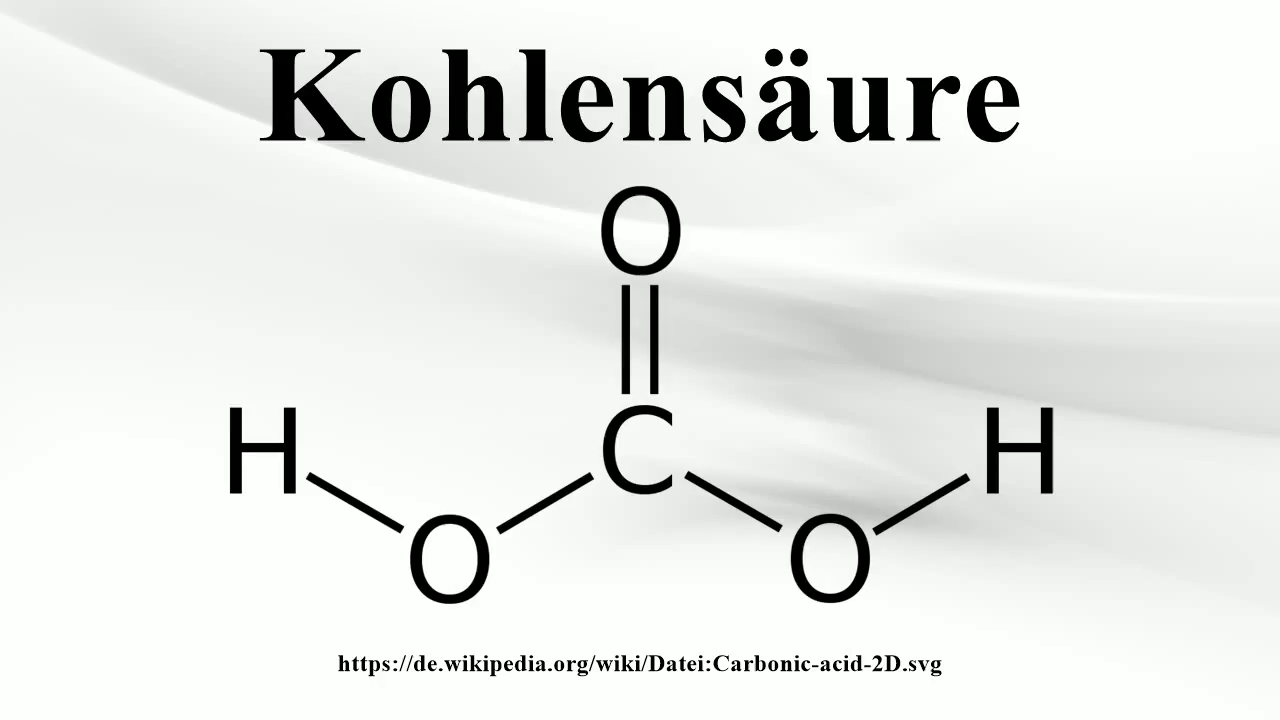 Kohlensäure
O
H C H
O O
https://de.wikipedia.org/wiki/Datei:Carbonic-acid-2D.svg